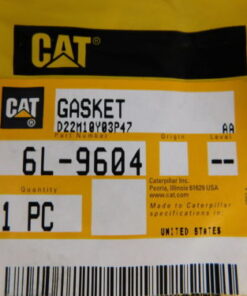 CAT
CAT
GASKET
D22M10Y03P47 AA
Part Number Origin Level
6L-9604 --
Quantity
1 PC
Caterpillar Inc.
Peoria, Illinois 61629 USA
www.cat.com
Made to Caterpillar
specifications in
UNITED STATES